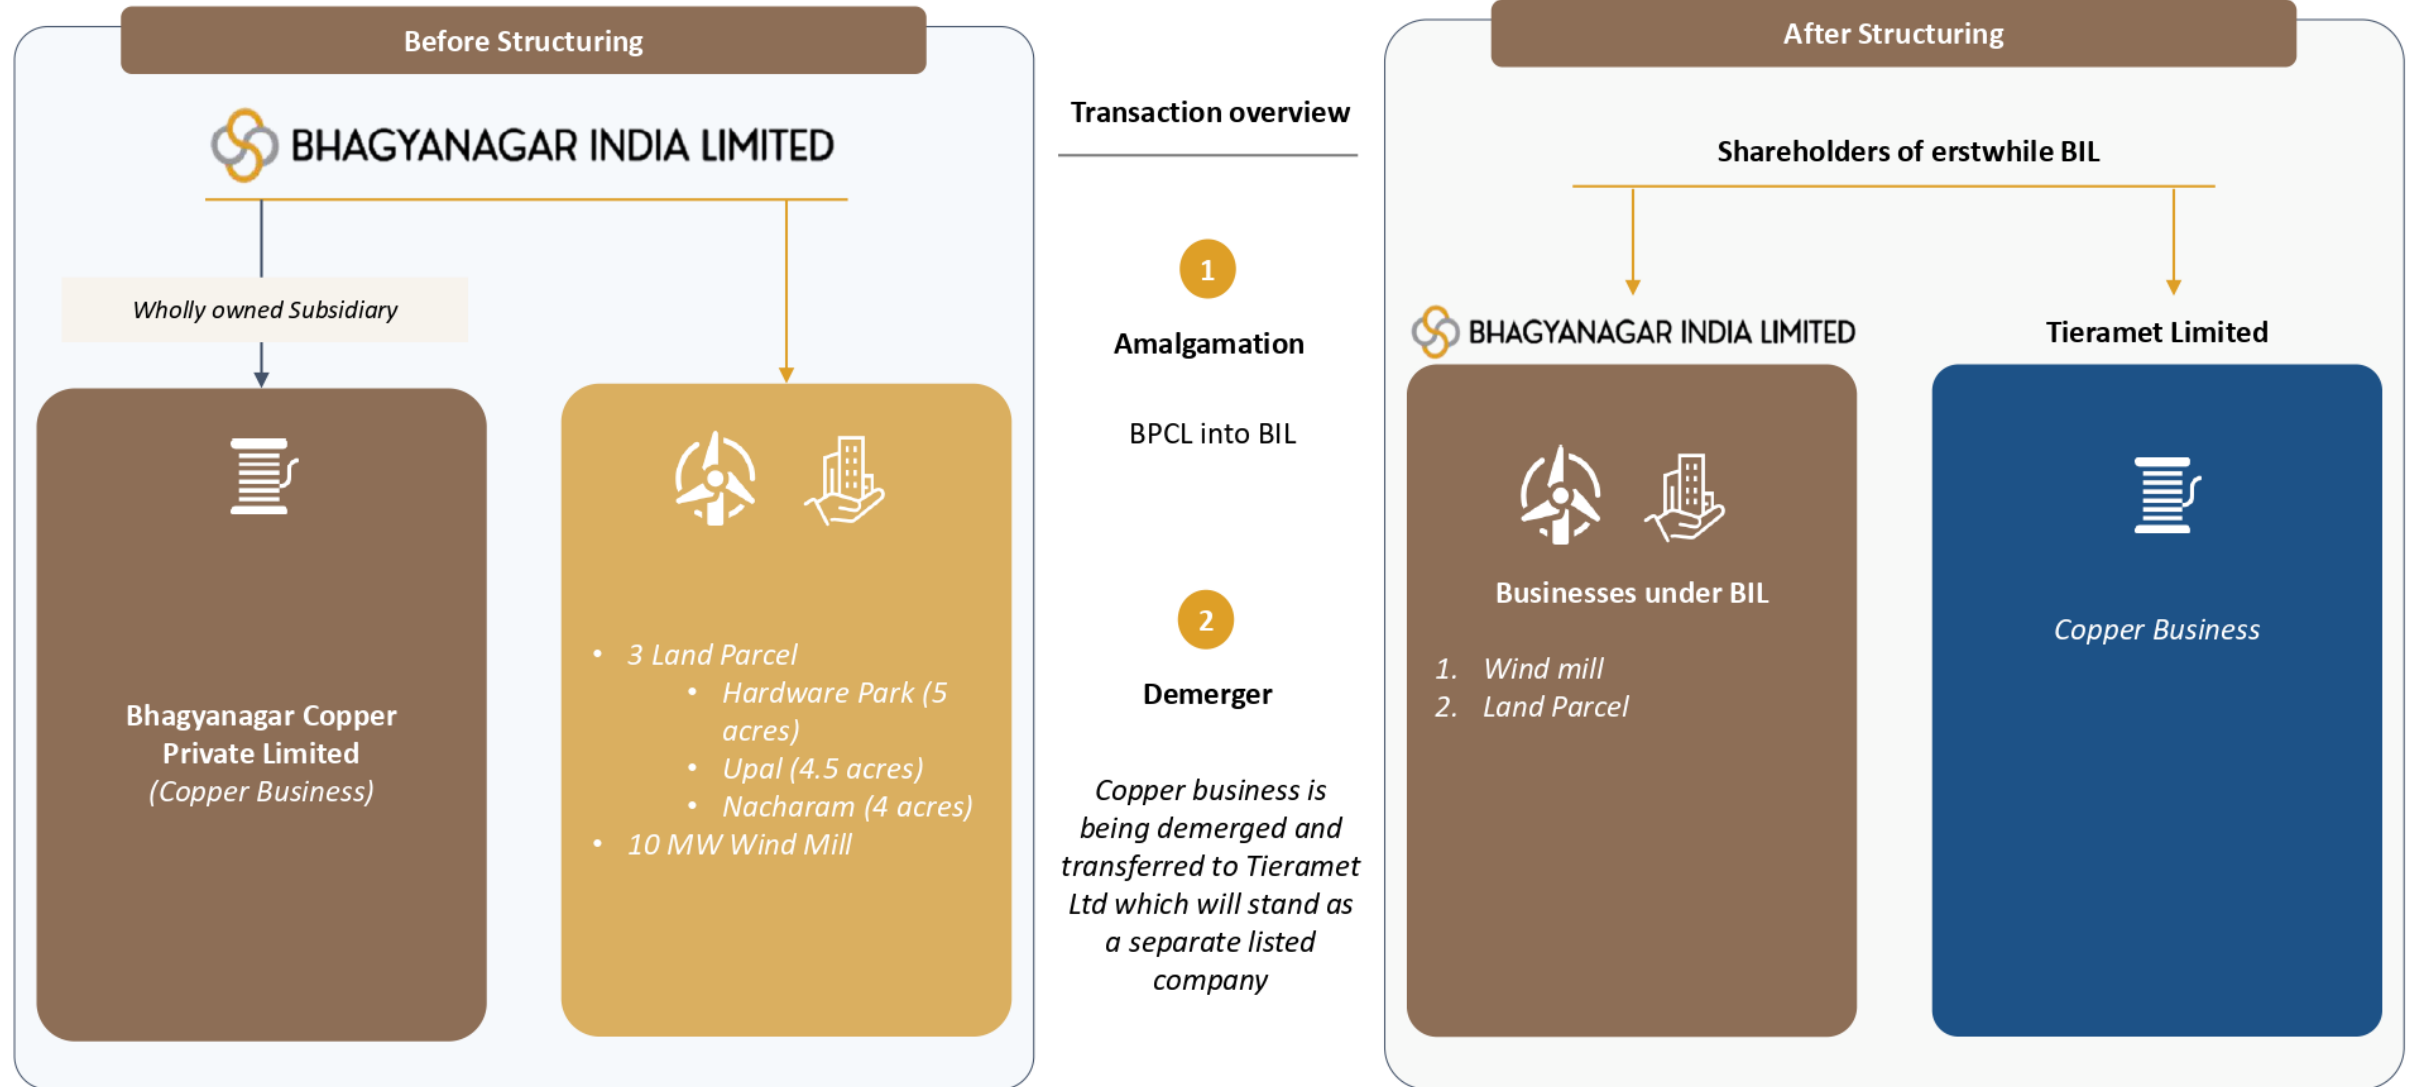 Before Structuring
BHAGYANAGAR INDIA LIMITED
Wholly owned Subsidiary
Bhagyanagar Copper
Private Limited
(Copper Business)
• 3 Land Parcel
• Hardware Park (5
acres)
• Upal (4.5 acres)
• Nacharam (4 acres)
• 10 MW Wind Mill
Transaction overview
1
Amalgamation
BPCL into BIL
2
Demerger
Copper business is
being demerged and
transferred to Tieramet
Ltd which will stand as
a separate listed
company
After Structuring
Shareholders of erstwhile BIL
BHAGYANAGAR INDIA LIMITED
Businesses under BIL
1. Wind mill
2. Land Parcel
Tieramet Limited
Copper Business